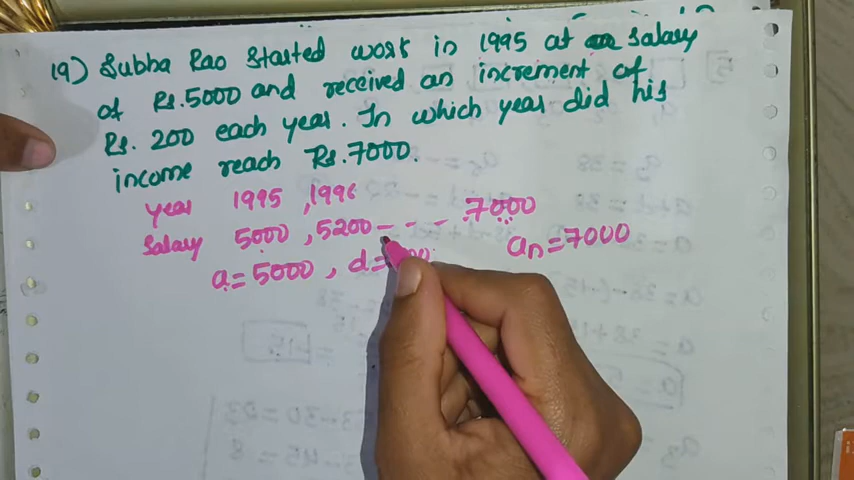 19) Subba Rao started work in 1995 at salary
of Rs.5000 and received an increment of
Rs. 200 each year. In which year did his
income reach Rs.7000.
year 1995 , 1996
salary 5000 , 5200 - - - 7000
a = 5000 , d = an = 7000